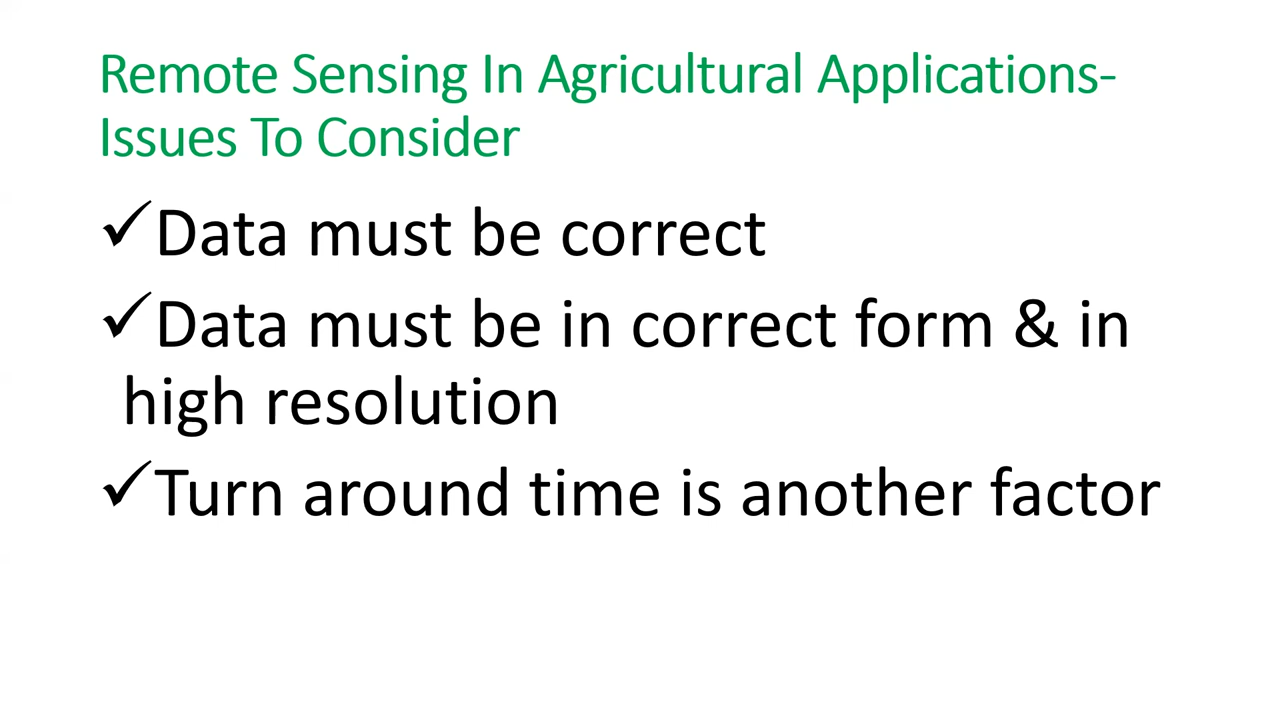 Remote Sensing In Agricultural Applications-
Issues To Consider
✓Data must be correct
✓Data must be in correct form & in
high resolution
✓Turn around time is another factor